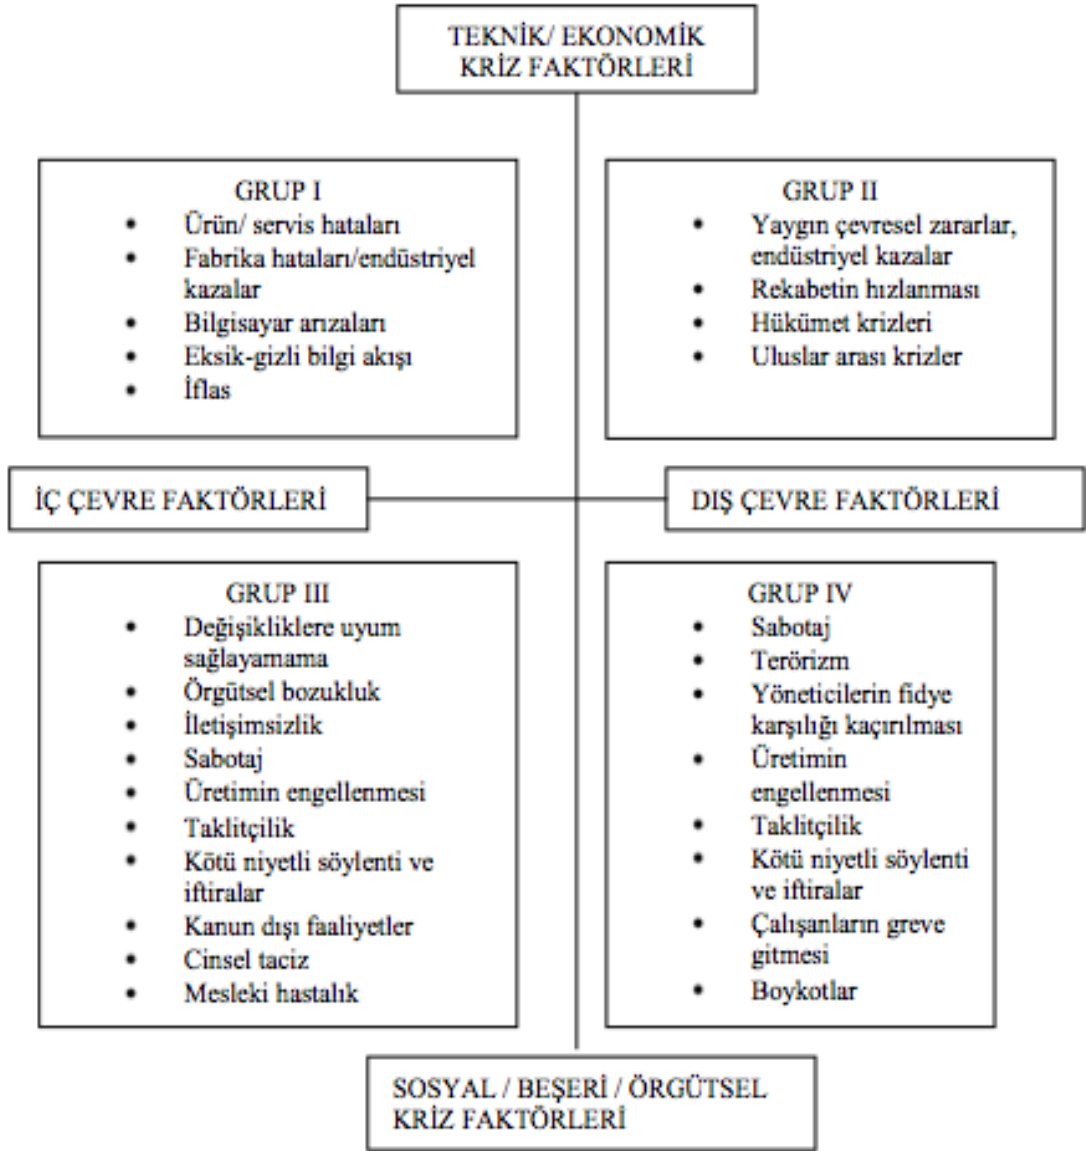 TEKNİK/ EKONOMİK
KRİZ FAKTÖRLERİ
GRUP I
• Ürün/ servis hataları
• Fabrika hataları/endüstriyel
kazalar
• Bilgisayar arızaları
• Eksik-gizli bilgi akışı
• İflas
GRUP II
• Yaygın çevresel zararlar,
endüstriyel kazalar
• Rekabetin hızlanması
• Hükümet krizleri
• Uluslar arası krizler
İÇ ÇEVRE FAKTÖRLERİ
DIŞ ÇEVRE FAKTÖRLERİ
GRUP III
• Değişikliklere uyum
sağlayamama
• Örgütsel bozukluk
• İletişimsizlik
• Sabotaj
• Üretimin engellenmesi
• Taklitçilik
• Kötü niyetli söylenti ve
iftiralar
• Kanun dışı faaliyetler
• Cinsel taciz
• Mesleki hastalık
GRUP IV
• Sabotaj
• Terörizm
• Yöneticilerin fidye
karşılığı kaçırılması
• Üretimin
engellenmesi
• Taklitçilik
• Kötü niyetli söylenti
ve iftiralar
• Çalışanların greve
gitmesi
• Boykotlar
SOSYAL / BEŞERİ / ÖRGÜTSEL
KRİZ FAKTÖRLERİ